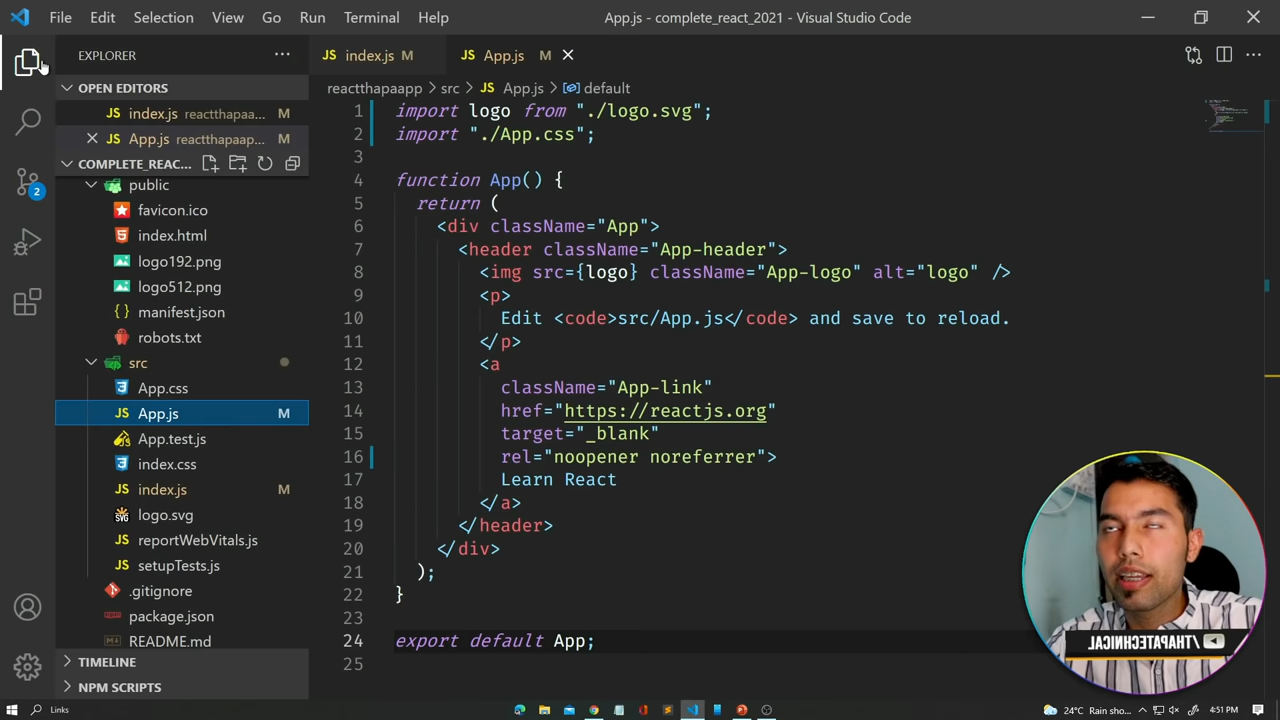 File Edit Selection View Go Run Terminal Help
App.js - complete_react_2021 - Visual Studio Code
EXPLORER
OPEN EDITORS
index.js reactthapaa... M
App.js reactthapaap... M
COMPLETE_REAC...
public
favicon.ico
index.html
logo192.png
logo512.png
manifest.json
robots.txt
src
App.css
App.js M
App.test.js
index.css
index.js M
logo.svg
reportWebVitals.js
setupTests.js
.gitignore
package.json
README.md
TIMELINE
NPM SCRIPTS
2
JS index.js M
JS App.js M
reactthapaapp > src > JS App.js > default
1 import logo from "./logo.svg";
2 import "./App.css";
3
4 function App() {
5 return (
6 <div className="App">
7 <header className="App-header">
8 <img src={logo} className="App-logo" alt="logo" />
9 <p>
10 Edit <code>src/App.js</code> and save to reload.
11 </p>
12 <a
13 className="App-link"
14 href="https://reactjs.org"
15 target="_blank"
16 rel="noopener noreferrer">
17 Learn React
18 </a>
19 </header>
20 </div>
21 );
22 }
23
24 export default App;
25
/THAPATECHNICAL
Links
24°C Rain sho...
4:51 PM